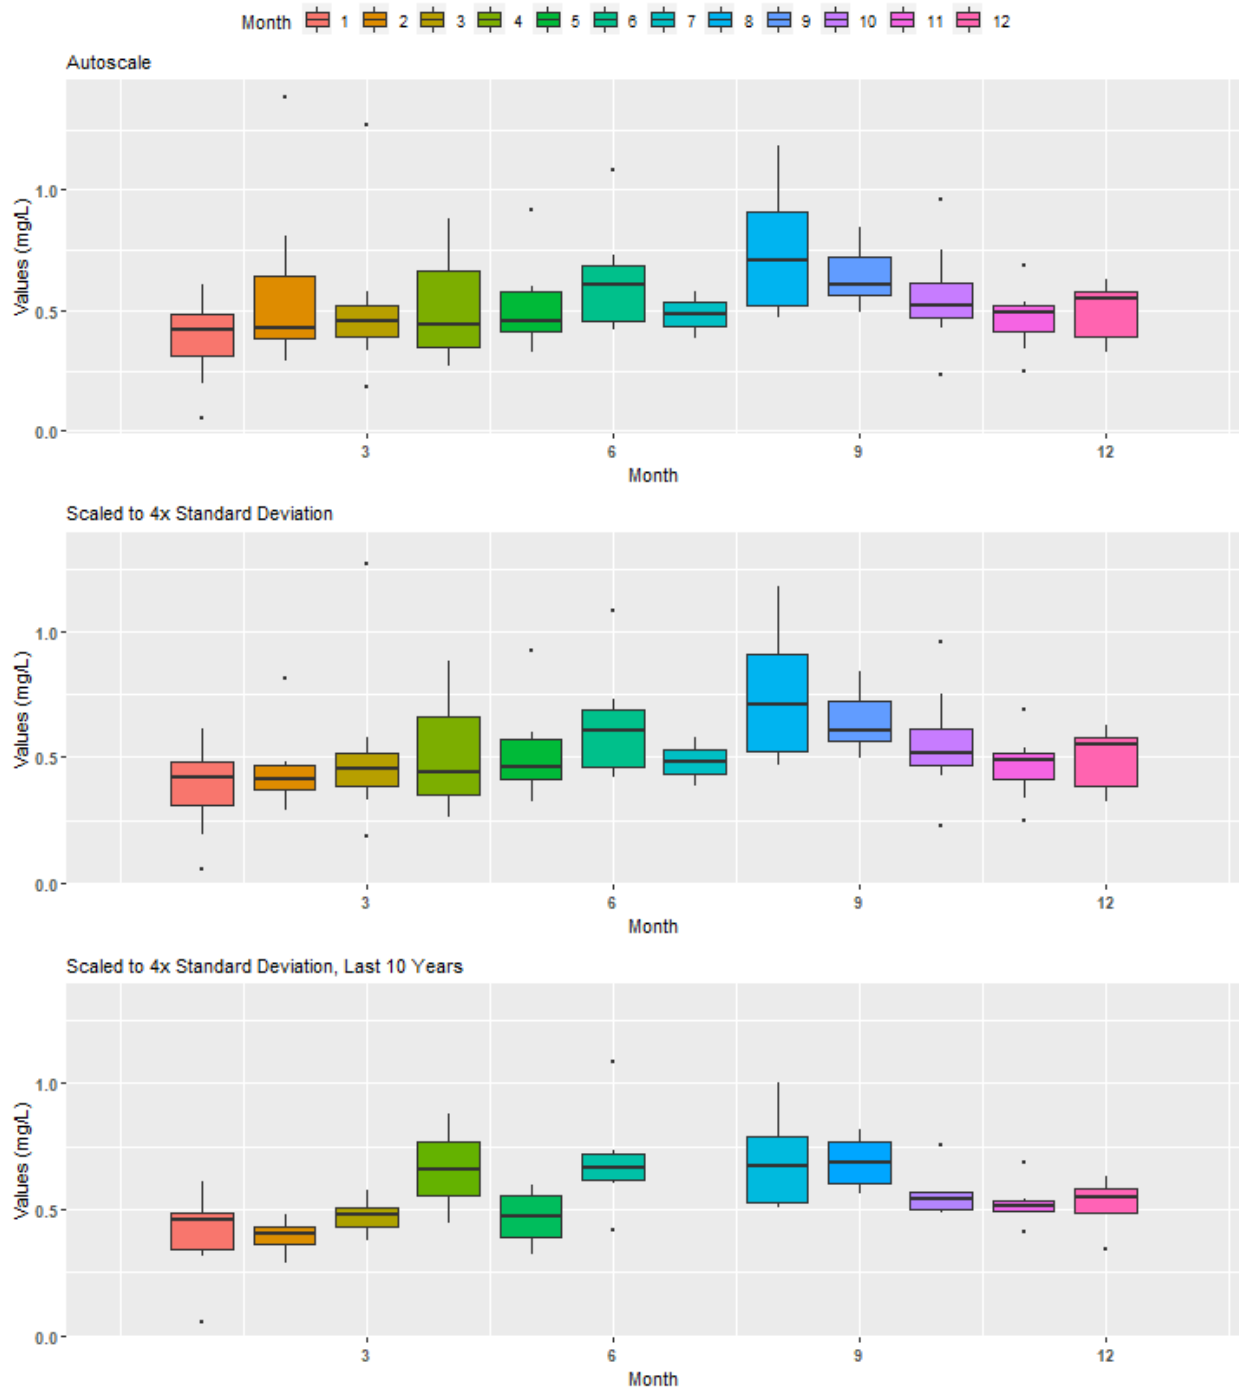 Month 1 2 3 4 5 6 7 8 9 10 11 12
Autoscale
Values (mg/L)
1.0
0.5
0.0
3 6 9 12
Month
Scaled to 4x Standard Deviation
Values (mg/L)
1.0
0.5
0.0
3 6 9 12
Month
Scaled to 4x Standard Deviation, Last 10 Years
Values (mg/L)
1.0
0.5
0.0
3 6 9 12
Month